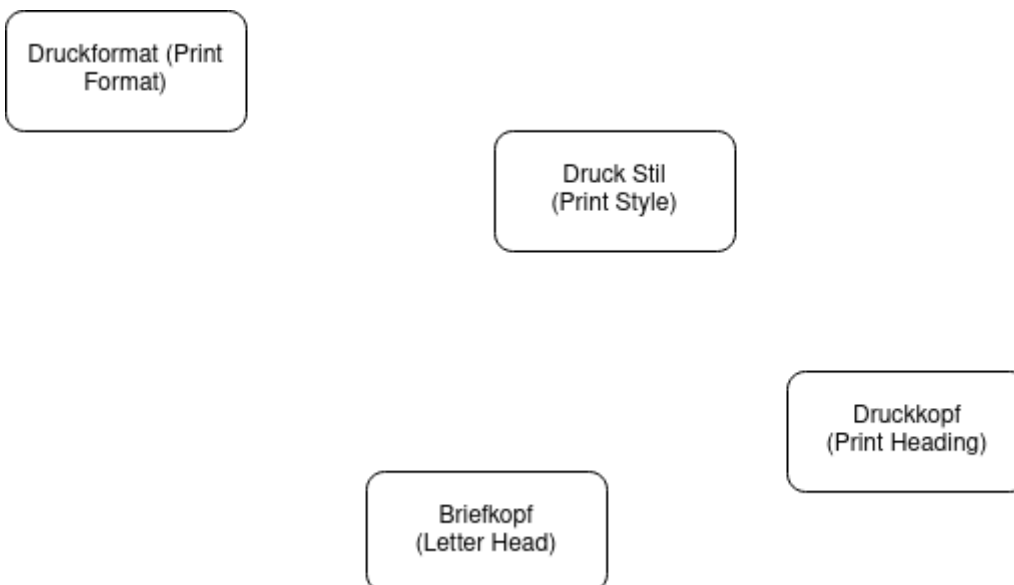 Druckformat (Print
Format)
Druck Stil
(Print Style)
Druckkopf
(Print Heading)
Briefkopf
(Letter Head)